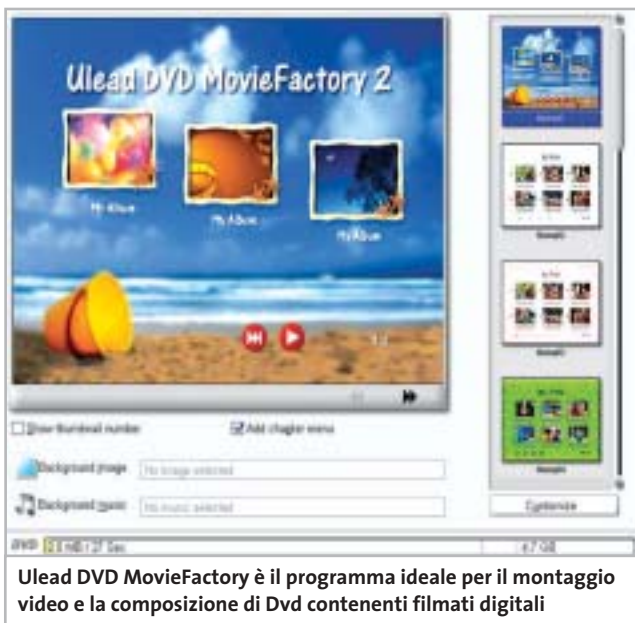 Ulead DVD MovieFactory 2
My Album
My Album
My Album
Show thumbnail number
Add chapter menu
Background image
No image selected
Background music
No music selected
Customize
DVD
4.7 GB
Ulead DVD MovieFactory è il programma ideale per il montaggio
video e la composizione di Dvd contenenti filmati digitali